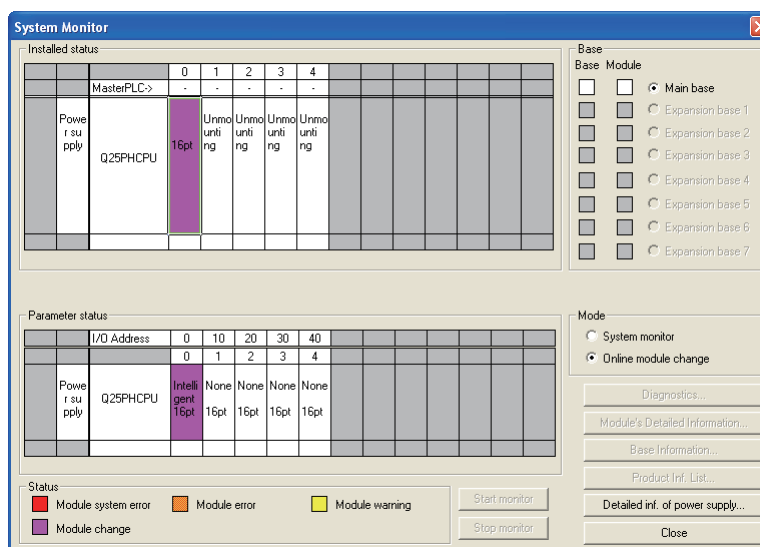 System Monitor
Installed status
0 1 2 3 4
MasterPLC-> - - - - -
Powe
r su
pply
Q25PHCPU
16pt
Unmo
unti
ng
Unmo
unti
ng
Unmo
unti
ng
Unmo
unti
ng
Base
Base Module
Main base
Expansion base 1
Expansion base 2
Expansion base 3
Expansion base 4
Expansion base 5
Expansion base 6
Expansion base 7
Parameter status
I/O Address 0 10 20 30 40
0 1 2 3 4
Powe
r su
pply
Q25PHCPU
Intelli
gent
16pt
None
16pt
None
16pt
None
16pt
None
16pt
Mode
System monitor
Online module change
Diagnostics...
Module's Detailed Information...
Base Information...
Product Inf. List...
Detailed inf. of power supply...
Close
Status
Module system error
Module error
Module warning
Module change
Start monitor
Stop monitor